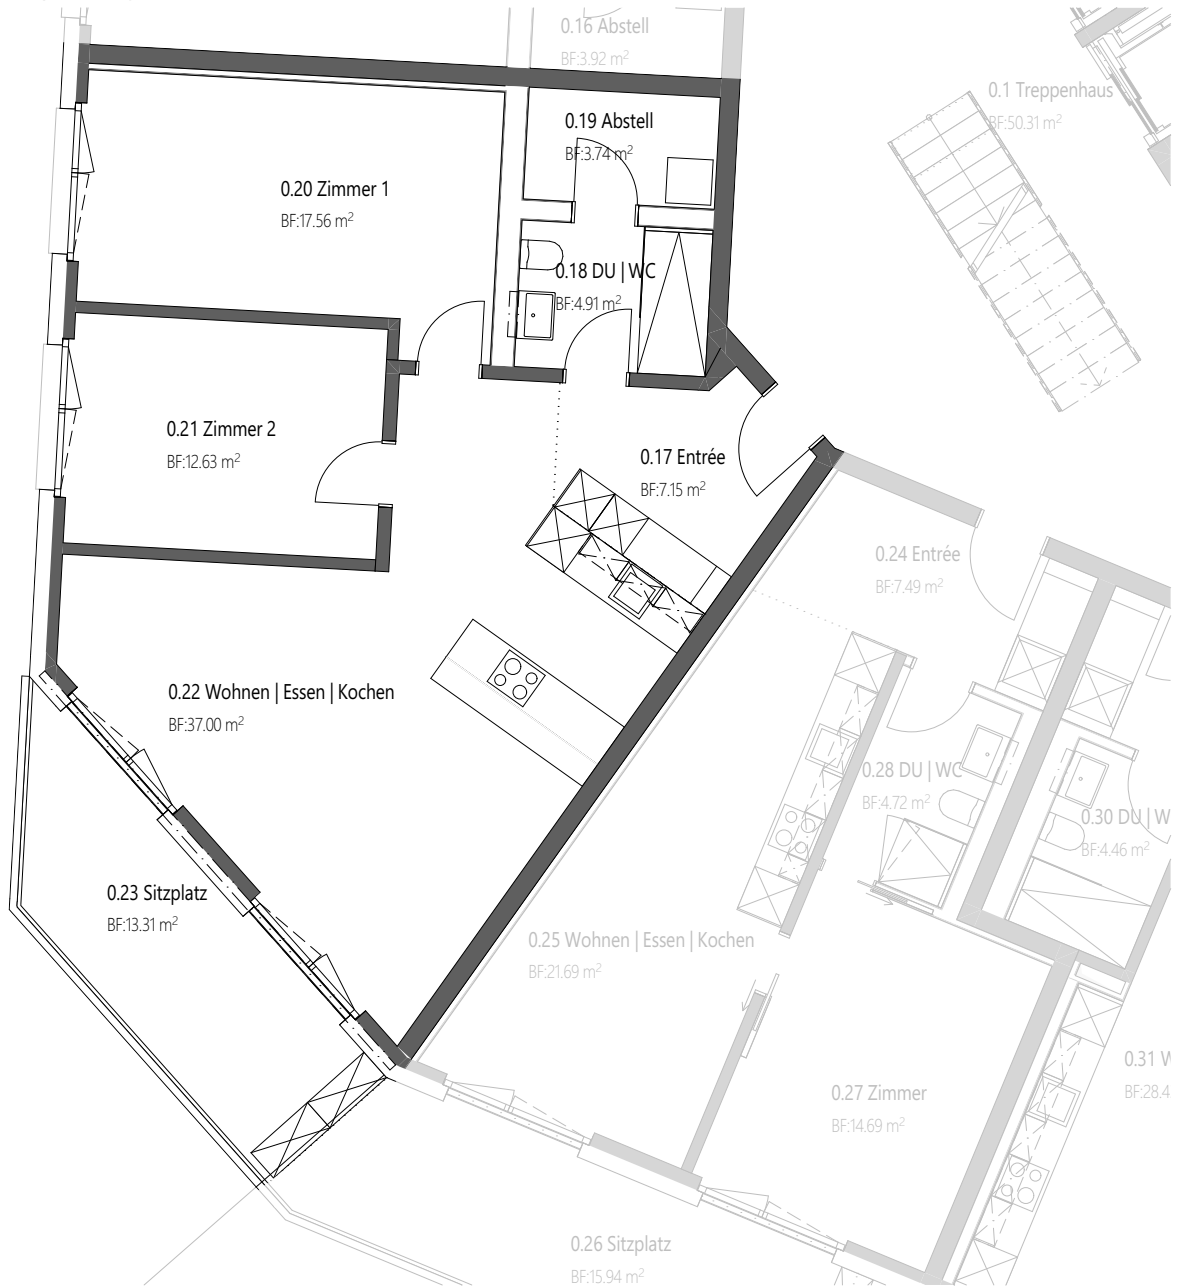 0.16 Abstell
BF:3.92 m²
0.1 Treppenhaus
BF:50.31 m²
0.19 Abstell
BF:3.74 m²
0.20 Zimmer 1
BF:17.56 m²
0.18 DU | WC
BF:4.91 m²
0.21 Zimmer 2
BF:12.63 m²
0.17 Entrée
BF:7.15 m²
0.24 Entrée
BF:7.49 m²
0.22 Wohnen | Essen | Kochen
BF:37.00 m²
0.28 DU | WC
BF:4.72 m²
0.30 DU | W
BF:4.46 m²
0.23 Sitzplatz
BF:13.31 m²
0.25 Wohnen | Essen | Kochen
BF:21.69 m²
0.31 W
BF:28.4
0.27 Zimmer
BF:14.69 m²
0.26 Sitzplatz
BF:15.94 m²